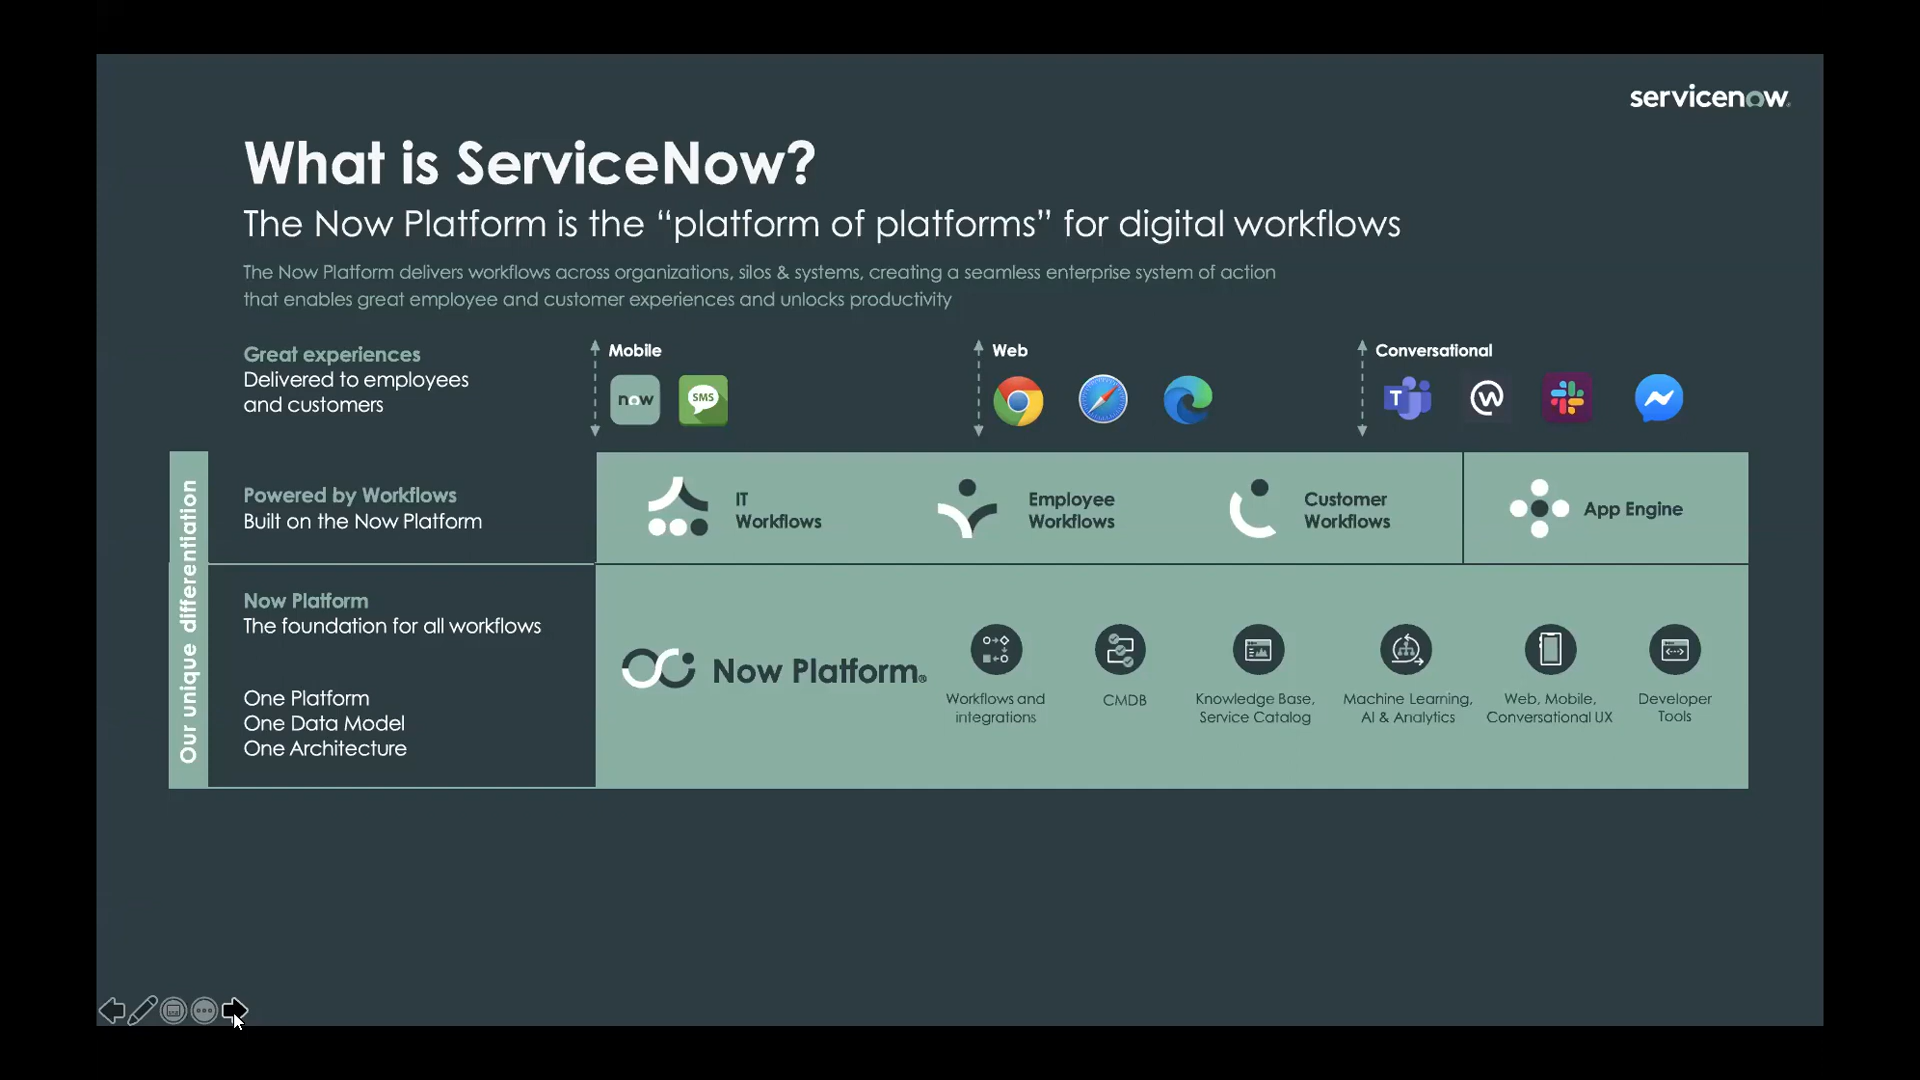 servicenow
What is ServiceNow?
The Now Platform is the “platform of platforms” for digital workflows
The Now Platform delivers workflows across organizations, silos & systems, creating a seamless enterprise system of action
that enables great employee and customer experiences and unlocks productivity
Great experiences
Delivered to employees
and customers
Mobile
now
SMS
Web
Conversational
T
Our unique differentiation
Powered by Workflows
Built on the Now Platform
IT
Workflows
Employee
Workflows
Customer
Workflows
App Engine
Now Platform
The foundation for all workflows
One Platform
One Data Model
One Architecture
Now Platform®
Workflows and
integrations
CMDB
Knowledge Base,
Service Catalog
Machine Learning,
AI & Analytics
Web, Mobile,
Conversational UX
Developer
Tools